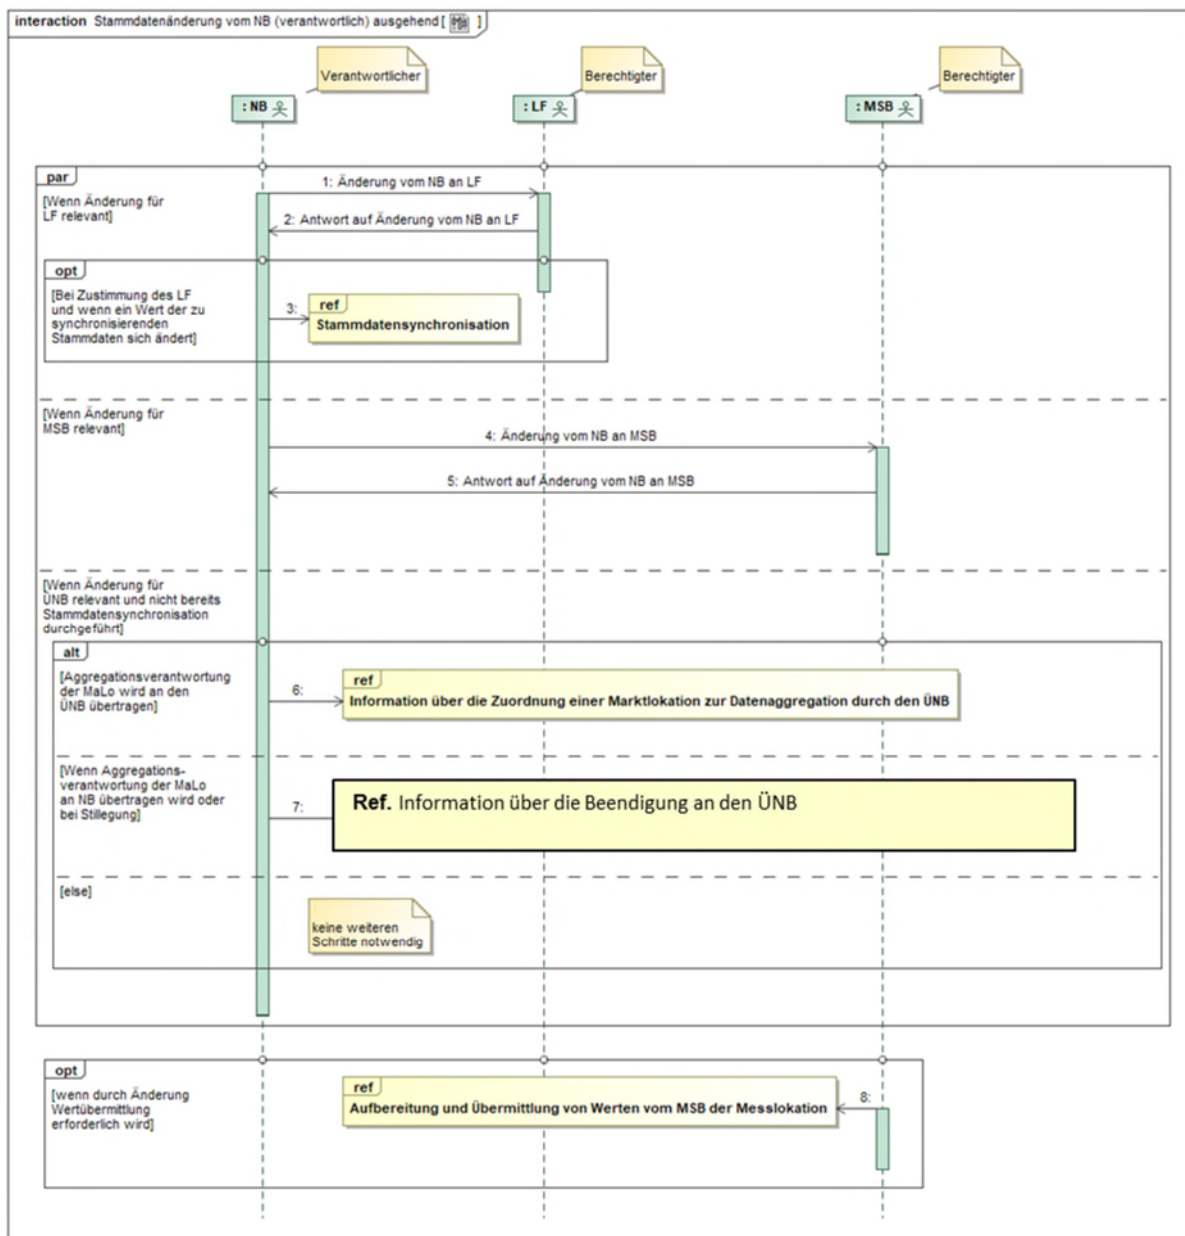 interaction Stammdatenänderung vom NB (verantwortlich) ausgehend [ ]
Verantwortlicher
Berechtigter
Berechtigter
: NB
: LF
: MSB
par
[Wenn Änderung für
LF relevant]
1: Änderung vom NB an LF
2: Antwort auf Änderung vom NB an LF
opt
[Bei Zustimmung des LF
und wenn ein Wert der zu
synchronisierenden
Stammdaten sich ändert]
3:
ref
Stammdatensynchronisation
[Wenn Änderung für
MSB relevant]
4: Änderung vom NB an MSB
5: Antwort auf Änderung vom NB an MSB
[Wenn Änderung für
ÜNB relevant und nicht bereits
Stammdatensynchronisation
durchgeführt]
alt
[Aggregationsverantwortung
der MaLo wird an den
ÜNB übertragen]
6:
ref
Information über die Zuordnung einer Marktlokation zur Datenaggregation durch den ÜNB
[Wenn Aggregations-
verantwortung der MaLo
an NB übertragen wird oder
bei Stillegung]
7:
Ref. Information über die Beendigung an den ÜNB
[else]
keine weiteren
Schritte notwendig
opt
[wenn durch Änderung
Wertübermittlung
erforderlich wird]
ref
Aufbereitung und Übermittlung von Werten vom MSB der Messlokation
8: